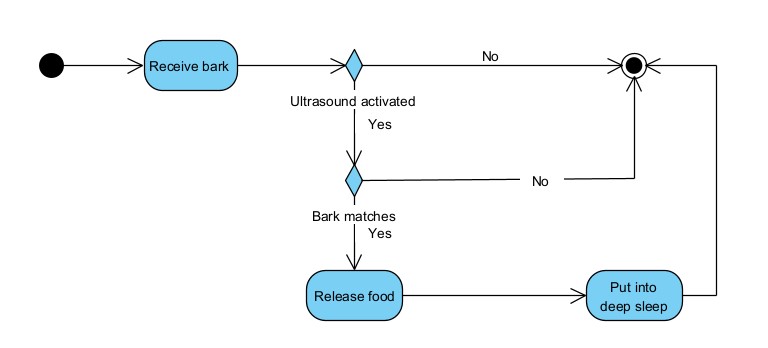 No
Receive bark
Ultrasound activated
Yes
No
Bark matches
Yes
Release food
Put into
deep sleep